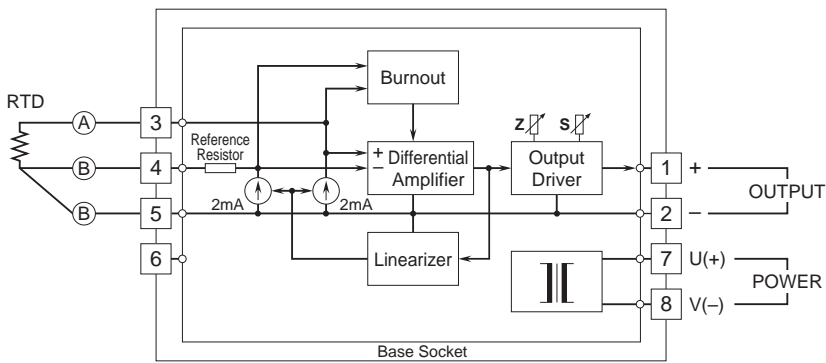 RTD
A
B
B
3
4
5
6
Reference
Resistor
2mA
2mA
Burnout
+
–
Differential
Amplifier
Linearizer
Z
S
Output
Driver
1
+
2
–
OUTPUT
7
U(+)
8
V(–)
POWER
Base Socket